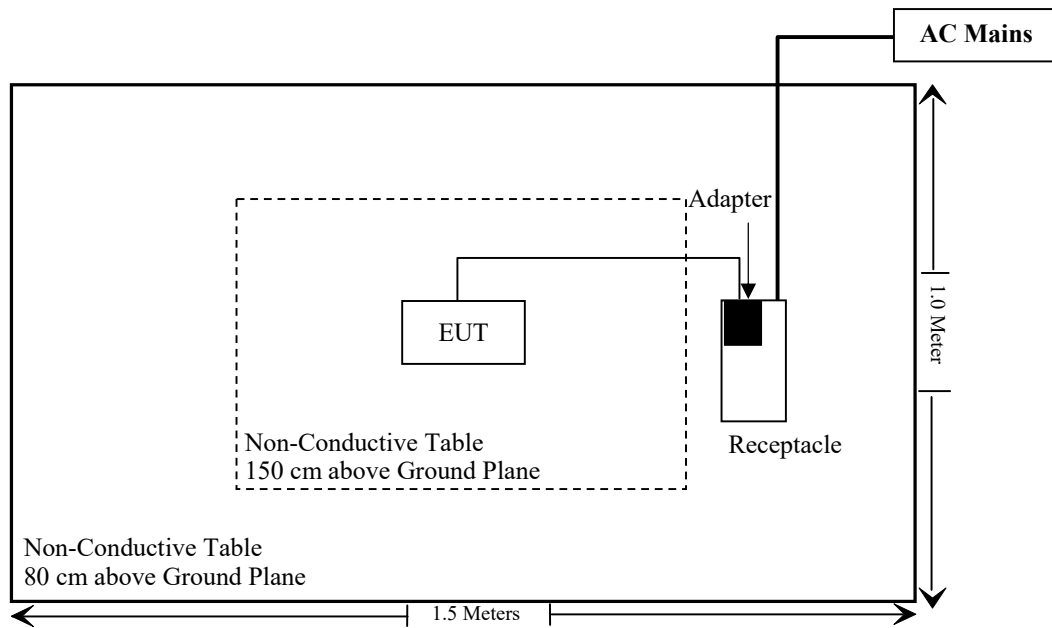 AC Mains
Adapter
EUT
1.0 Meter
Non-Conductive Table
150 cm above Ground Plane
Receptacle
Non-Conductive Table
80 cm above Ground Plane
1.5 Meters